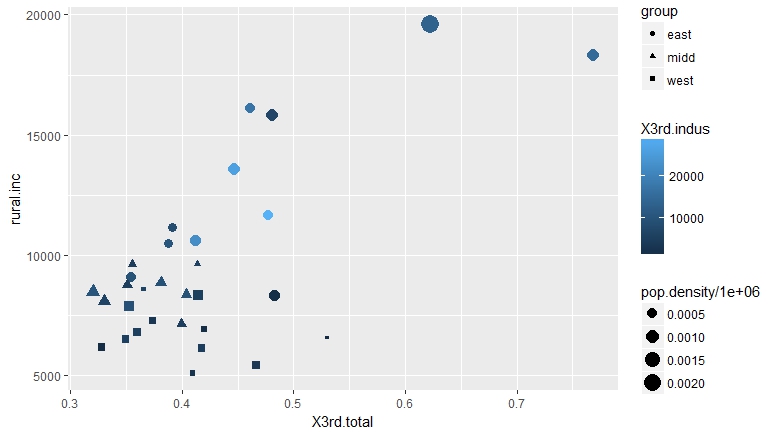 20000
15000
10000
5000
rural.inc
0.3 0.4 0.5 0.6 0.7
X3rd.total
group
east
midd
west
X3rd.indus
20000
10000
pop.density/1e+06
0.0005
0.0010
0.0015
0.0020